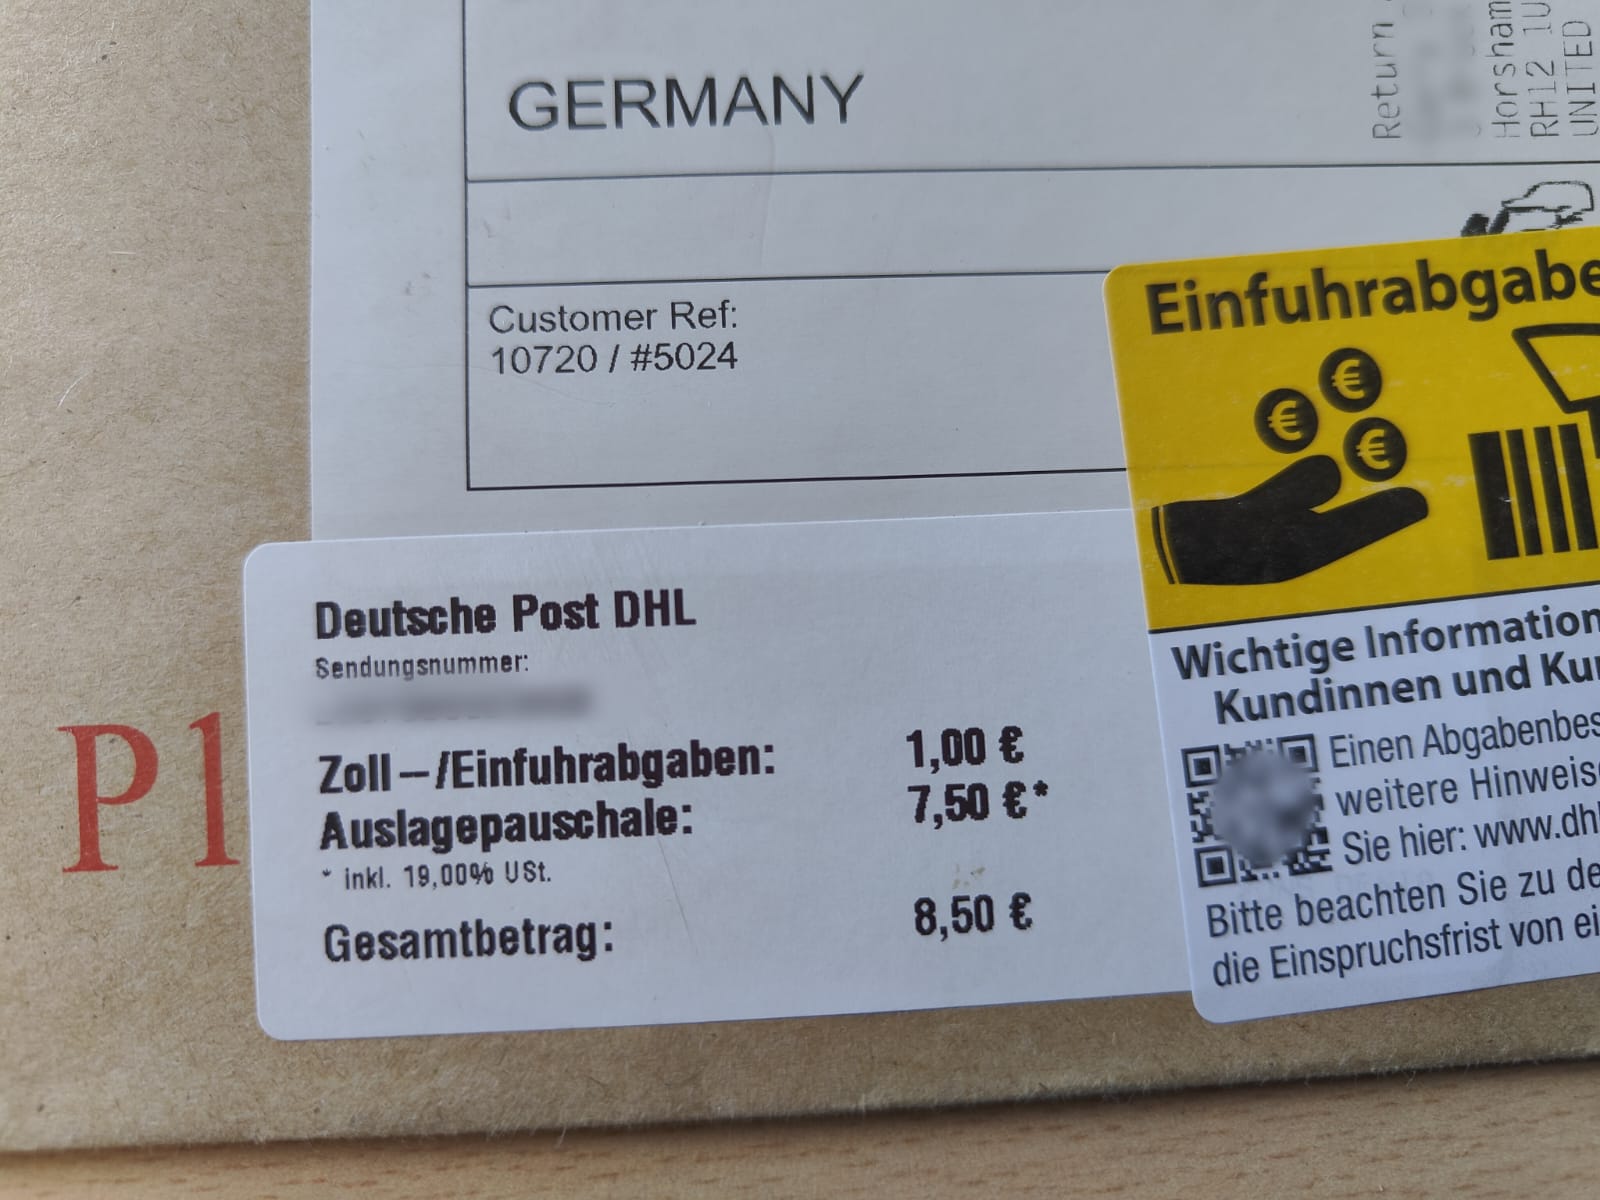 GERMANY
Return
Horsham
RH12 1U
UNITED
Customer Ref:
10720 / #5024
Einfuhrabgabe
Deutsche Post DHL
Sendungsnummer:
Zoll-/Einfuhrabgaben: 1,00 €
Auslagepauschale: 7,50 €*
* inkl. 19,00% USt.
Gesamtbetrag: 8,50 €
Pl
Wichtige Information
Kundinnen und Ku
Einen Abgabenbes
weitere Hinweise
Sie hier: www.dhl
Bitte beachten Sie zu de
die Einspruchsfrist von ei